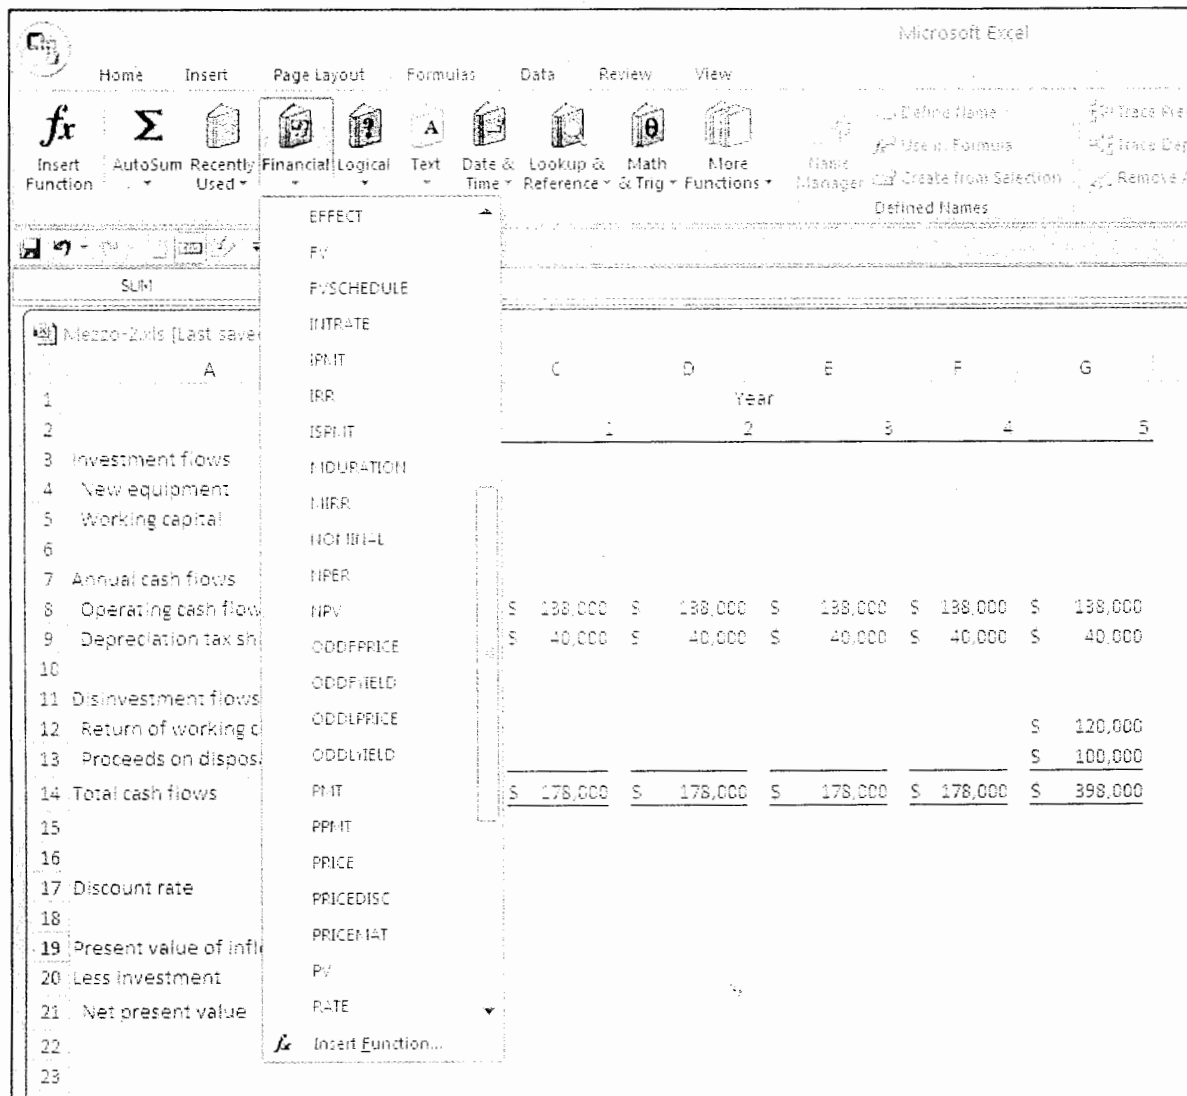 Microsoft Excel
Home Insert Page Layout Formulas Data Review View
fx Σ ? A θ
Insert Function AutoSum Recently Used Financial Logical Text Date & Time Lookup & Reference Math & Trig More Functions Name Manager
Define Name Trace Pre
Use in Formula Trace Dep
Create from Selection Remove A
Defined Names
SUM
Mezzo-2.xls [Last save
EFFECT
FV
FVSCHEDULE
INTRATE
IPMT
IRR
ISPMT
MDURATION
MIRR
NOMINAL
NPER
NPV
ODDFPRICE
ODDFYIELD
ODDLPRICE
ODDLYIELD
PMT
PPMT
PRICE
PRICEDISC
PRICEMAT
PV
RATE
fx Insert Function...
A C D E F G
1 Year
2 1 2 3 4 5
3 Investment flows
4 New equipment
5 Working capital
6
7 Annual cash flows
8 Operating cash flow $ 138,000 $ 138,000 $ 138,000 $ 138,000 $ 138,000
9 Depreciation tax sh $ 40,000 $ 40,000 $ 40,000 $ 40,000 $ 40,000
10
11 Disinvestment flows
12 Return of working c $ 120,000
13 Proceeds on dispos $ 100,000
14 Total cash flows $ 178,000 $ 178,000 $ 178,000 $ 178,000 $ 398,000
15
16
17 Discount rate
18
19 Present value of infl
20 Less investment
21 Net present value
22
23